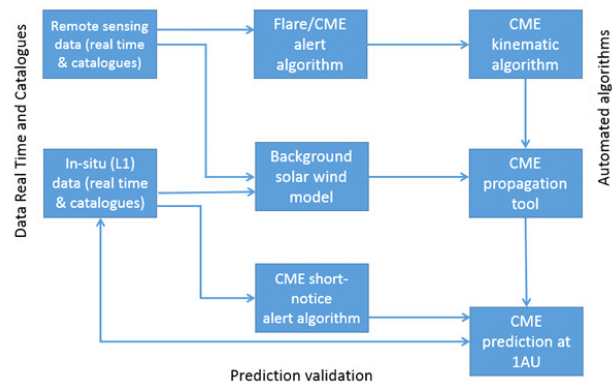 Remote sensing
data (real time
& catalogues)
Flare/CME
alert
algorithm
CME
kinematic
algorithm
Data Real Time and Catalogues
Automated algorithms
In-situ (L1)
data (real time
& catalogues)
Background
solar wind
model
CME
propagation
tool
CME short-
notice
alert algorithm
CME
prediction at
1AU
Prediction validation